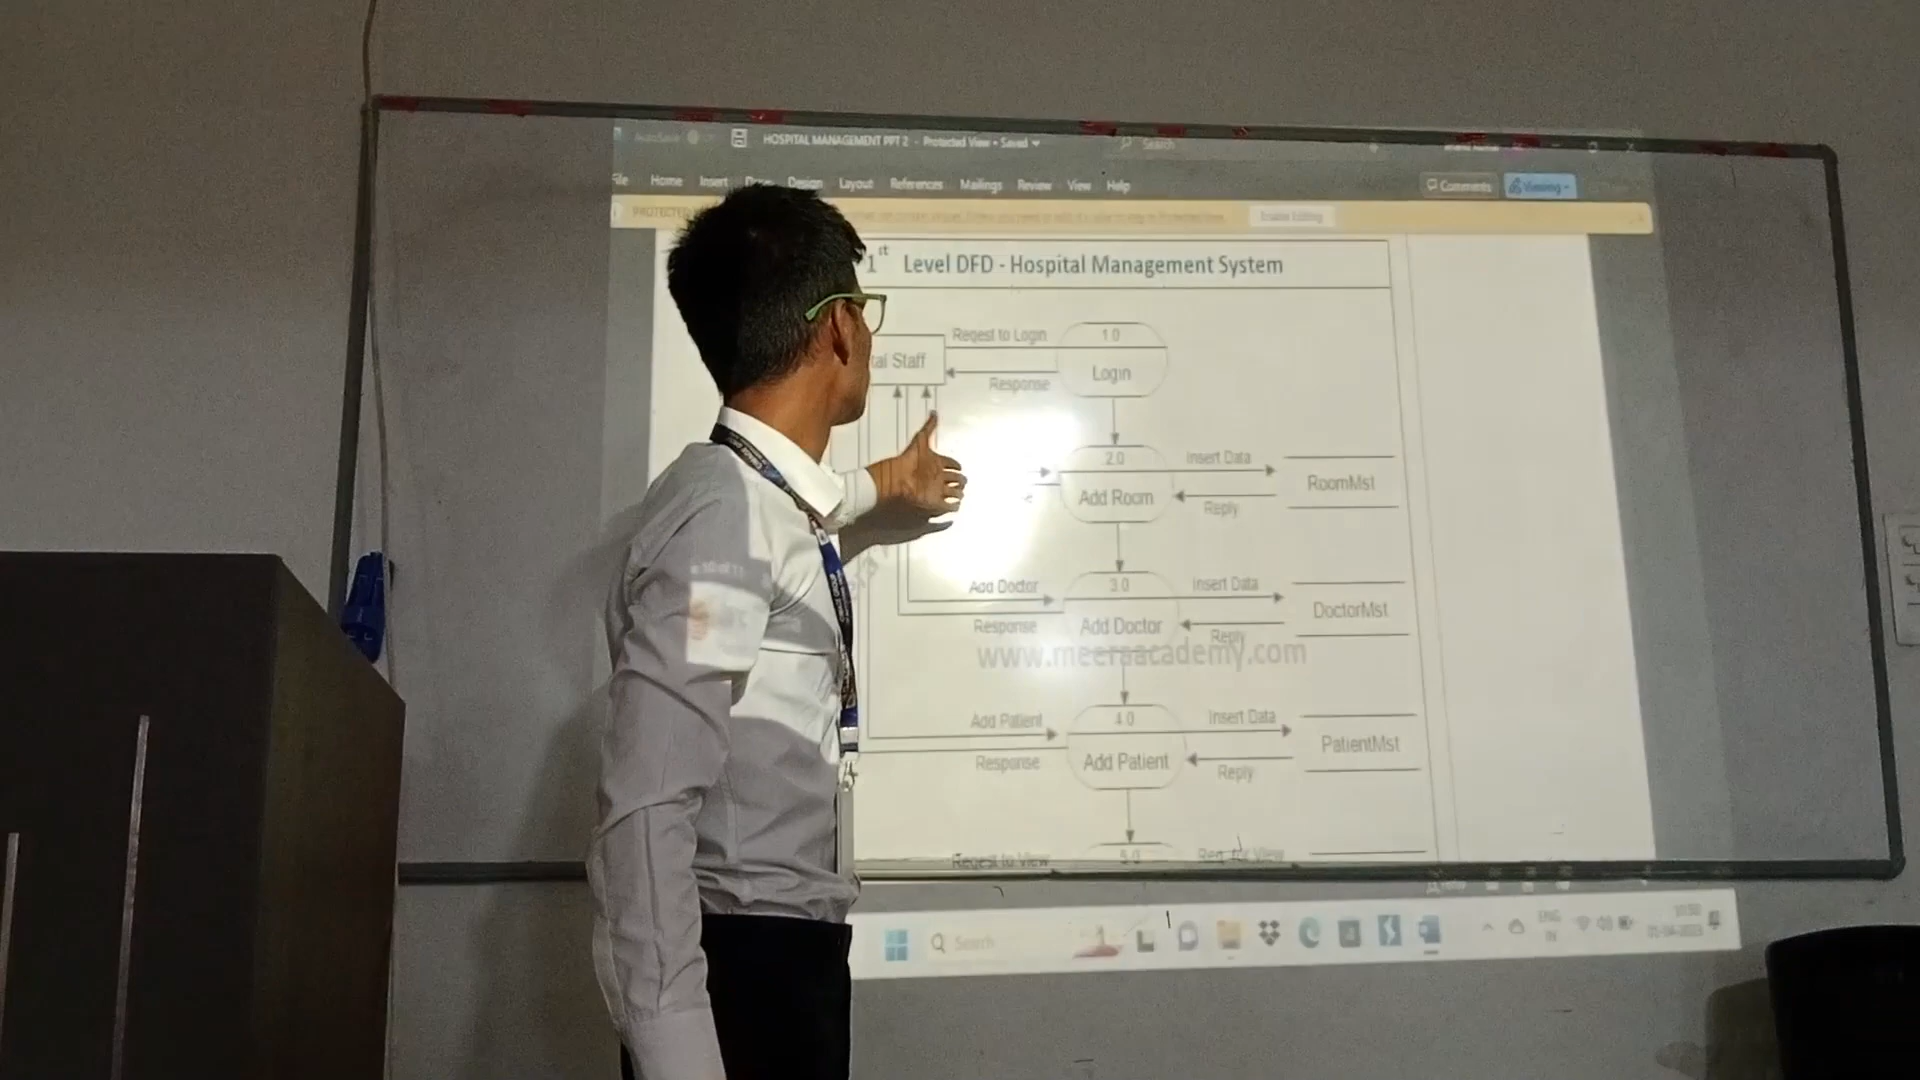 HOSPITAL MANAGEMENT PPT 2 - Protected View • Saved
Search
File Home Insert Draw Design Layout References Mailings Review View Help
Comments Viewing
PROTECTED
Enable Editing
1st Level DFD - Hospital Management System
tal Staff
Reqest to Login
Response
1.0
Login
2.0
Add Room
Insert Data
Reply
RoomMst
Add Doctor
Response
3.0
Add Doctor
Insert Data
Reply
DoctorMst
www.meeraacademy.com
Add Patient
Response
4.0
Add Patient
Insert Data
Reply
PatientMst
Reqest to View
5.0
Req. for View
Search
ENG
IN